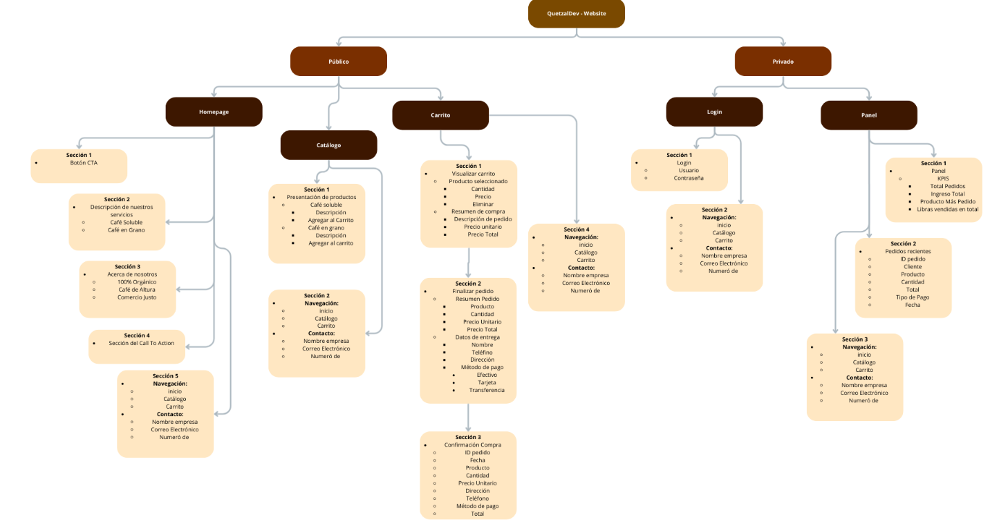 QuetzalDev - Website
Público
Privado
Homepage
Catálogo
Carrito
Login
Panel
Sección 1
Botón CTA
Sección 2
Descripción de nuestros
servicios
Café Soluble
Café en Grano
Sección 3
Acerca de nosotros
100% Orgánico
Café de Altura
Comercio Justo
Sección 4
Sección del Call To Action
Sección 5
Navegación:
inicio
Catálogo
Carrito
Contacto:
Nombre empresa
Correo Electrónico
Numeró de
Sección 1
Presentación de productos
Café soluble
Descripción
Agregar al Carrito
Café en grano
Descripción
Agregar al carrito
Sección 2
Navegación:
inicio
Catálogo
Carrito
Contacto:
Nombre empresa
Correo Electrónico
Numeró de
Sección 1
Visualizar carrito
Producto seleccionado
Cantidad
Precio
Eliminar
Resumen de compra
Descripción de pedido
Precio unitario
Precio Total
Sección 2
Finalizar pedido
Resumen Pedido
Producto
Cantidad
Precio Unitario
Precio Total
Datos de entrega
Nombre
Teléfino
Dirección
Método de pago
Efectivo
Tarjeta
Transferencia
Sección 3
Confirmación Compra
ID pedido
Fecha
Producto
Cantidad
Precio Unitario
Dirección
Teléfono
Método de pago
Total
Sección 4
Navegación:
inicio
Catálogo
Carrito
Contacto:
Nombre empresa
Correo Electrónico
Numeró de
Sección 1
Login
Usuario
Contraseña
Sección 2
Navegación:
inicio
Catálogo
Carrito
Contacto:
Nombre empresa
Correo Electrónico
Numeró de
Sección 1
Panel
KPIS
Total Pedidos
Ingreso Total
Producto Más Pedido
Libras vendidas en total
Sección 2
Pedidos recientes
ID pedido
Cliente
Producto
Cantidad
Total
Tipo de Pago
Fecha
Sección 3
Navegación:
inicio
Catálogo
Carrito
Contacto:
Nombre empresa
Correo Electrónico
Numeró de